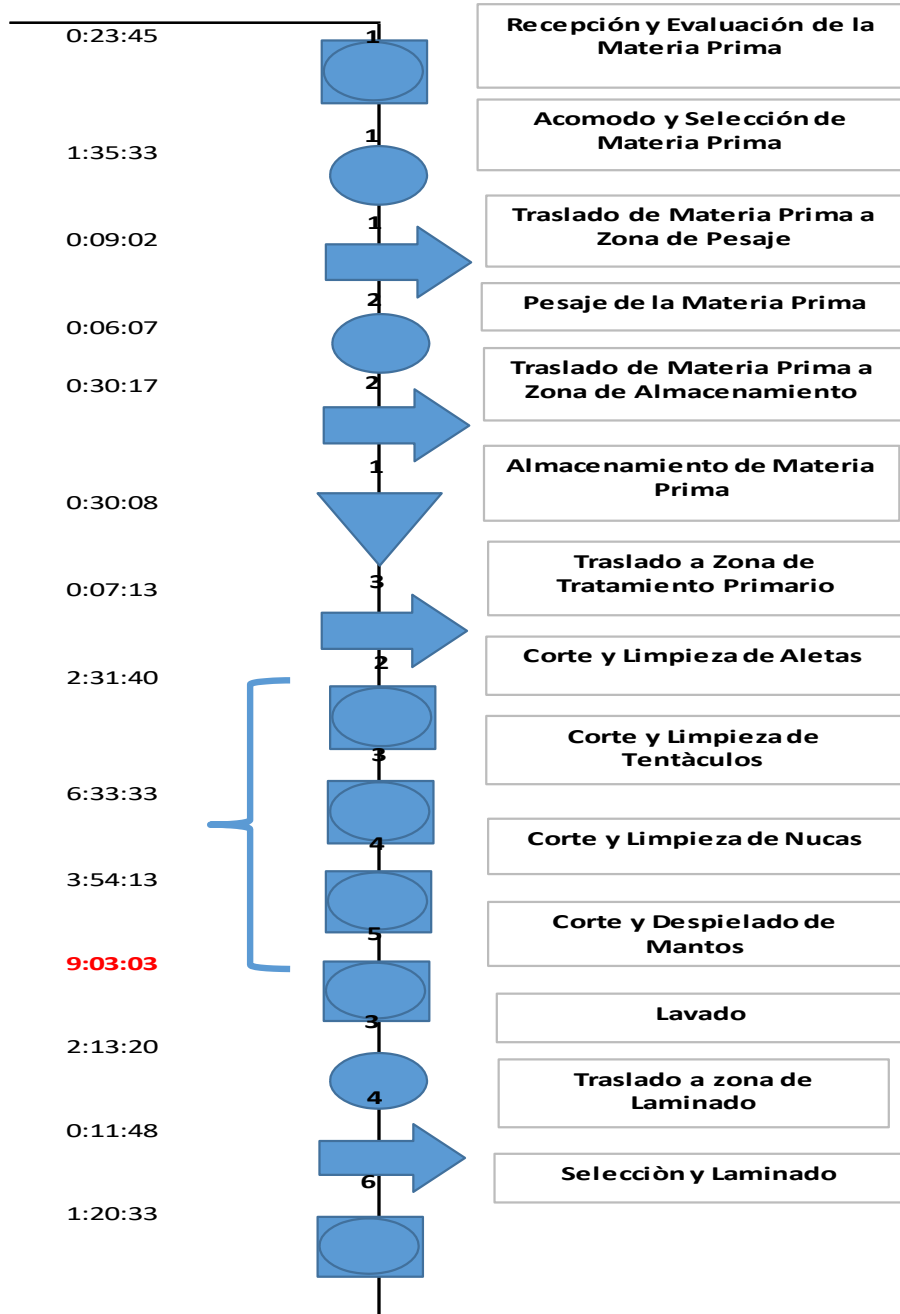 0:23:45
1
Recepción y Evaluación de la
Materia Prima
1:35:33
1
Acomodo y Selección de
Materia Prima
0:09:02
1
Traslado de Materia Prima a
Zona de Pesaje
0:06:07
2
Pesaje de la Materia Prima
0:30:17
2
Traslado de Materia Prima a
Zona de Almacenamiento
0:30:08
1
Almacenamiento de Materia
Prima
0:07:13
3
Traslado a Zona de
Tratamiento Primario
2:31:40
2
Corte y Limpieza de Aletas
6:33:33
3
Corte y Limpieza de
Tentàculos
3:54:13
4
Corte y Limpieza de Nucas
9:03:03
5
Corte y Despielado de
Mantos
2:13:20
3
Lavado
0:11:48
4
Traslado a zona de
Laminado
1:20:33
6
Selecciòn y Laminado